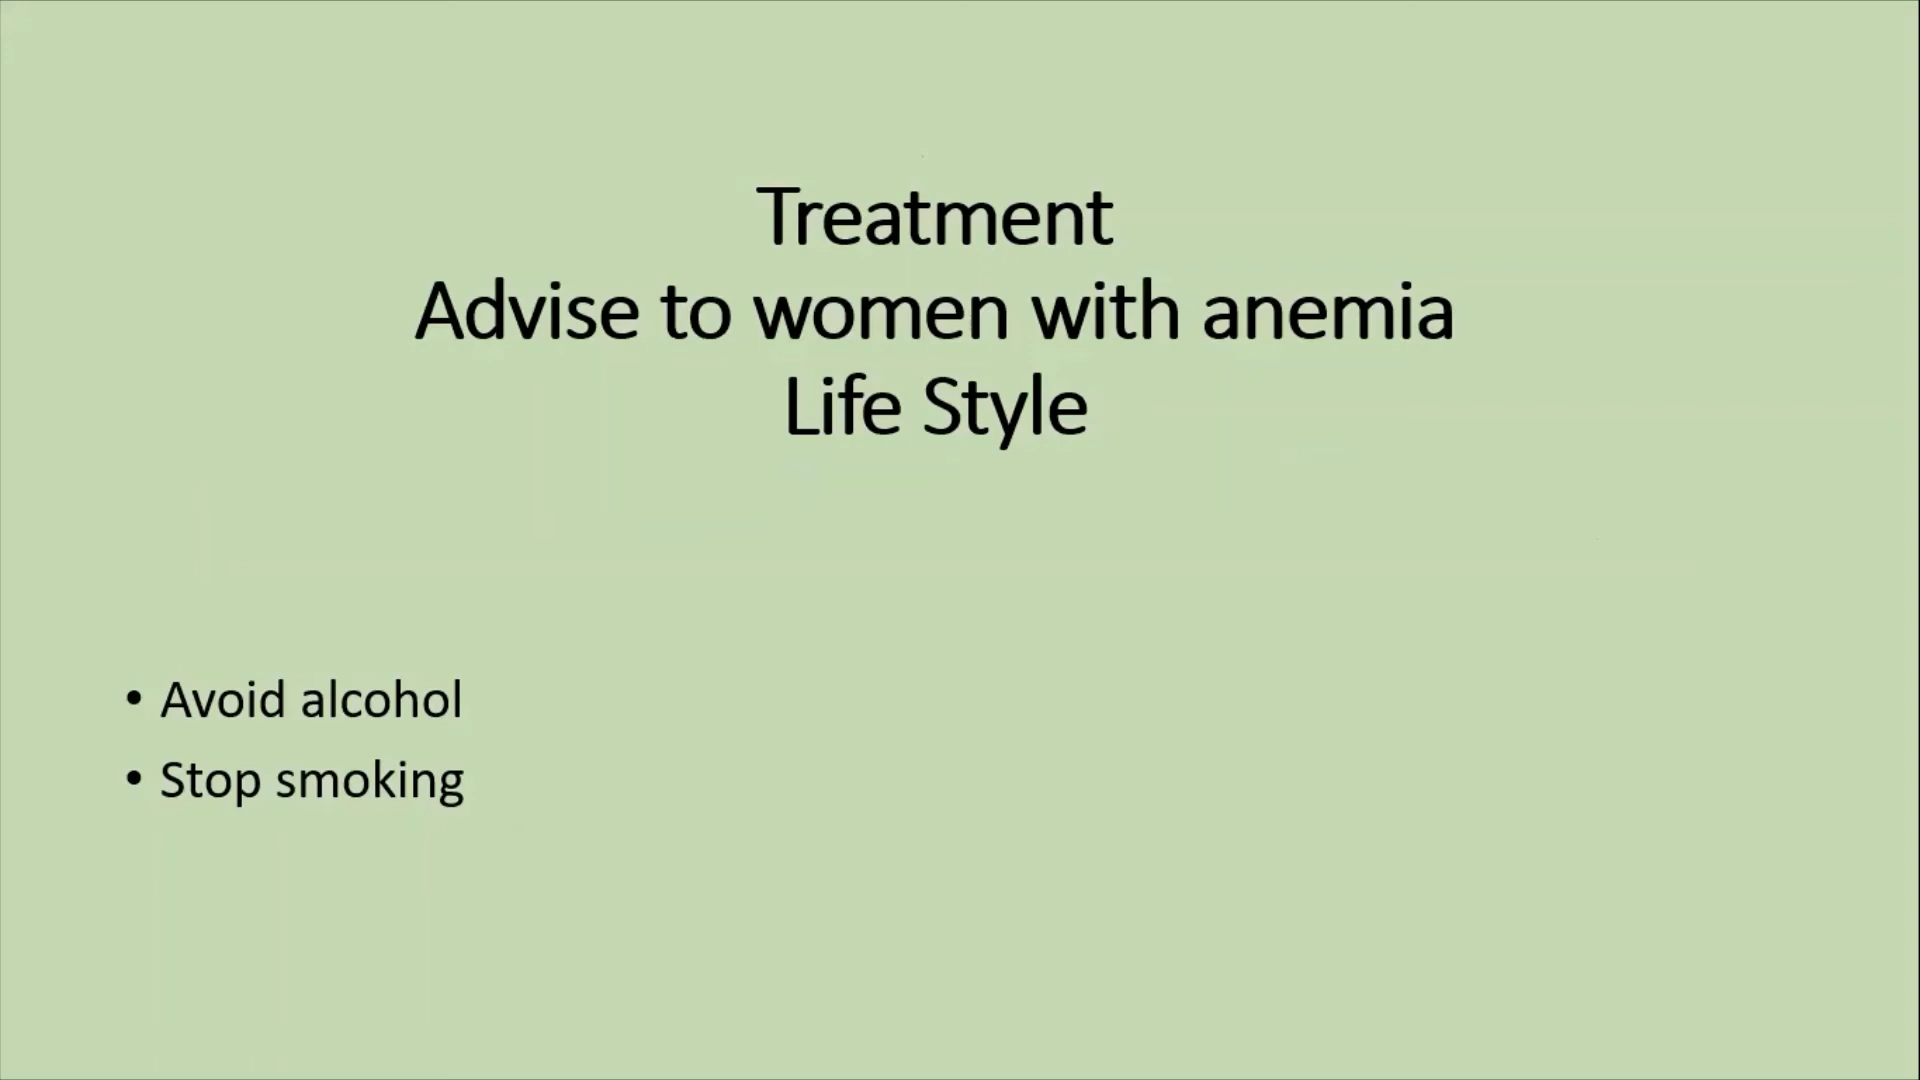 Treatment
Advise to women with anemia
Life Style
• Avoid alcohol
• Stop smoking